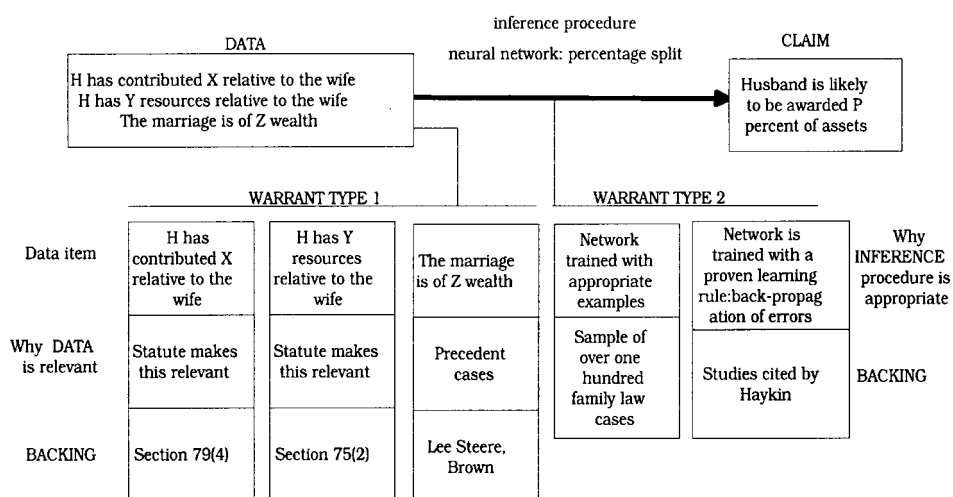 inference procedure
neural network: percentage split
DATA
CLAIM
H has contributed X relative to the wife
H has Y resources relative to the wife
The marriage is of Z wealth
Husband is likely
to be awarded P
percent of assets
WARRANT TYPE 1
WARRANT TYPE 2
Data item
H has
contributed X
relative to the
wife
H has Y
resources
relative to the
wife
The marriage
is of Z wealth
Network
trained with
appropriate
examples
Network is
trained with a
proven learning
rule:back-propag
ation of errors
Why
INFERENCE
procedure is
appropriate
Why DATA
is relevant
Statute makes
this relevant
Statute makes
this relevant
Precedent
cases
Sample of
over one
hundred
family law
cases
Studies cited by
Haykin
BACKING
BACKING
Section 79(4)
Section 75(2)
Lee Steere,
Brown